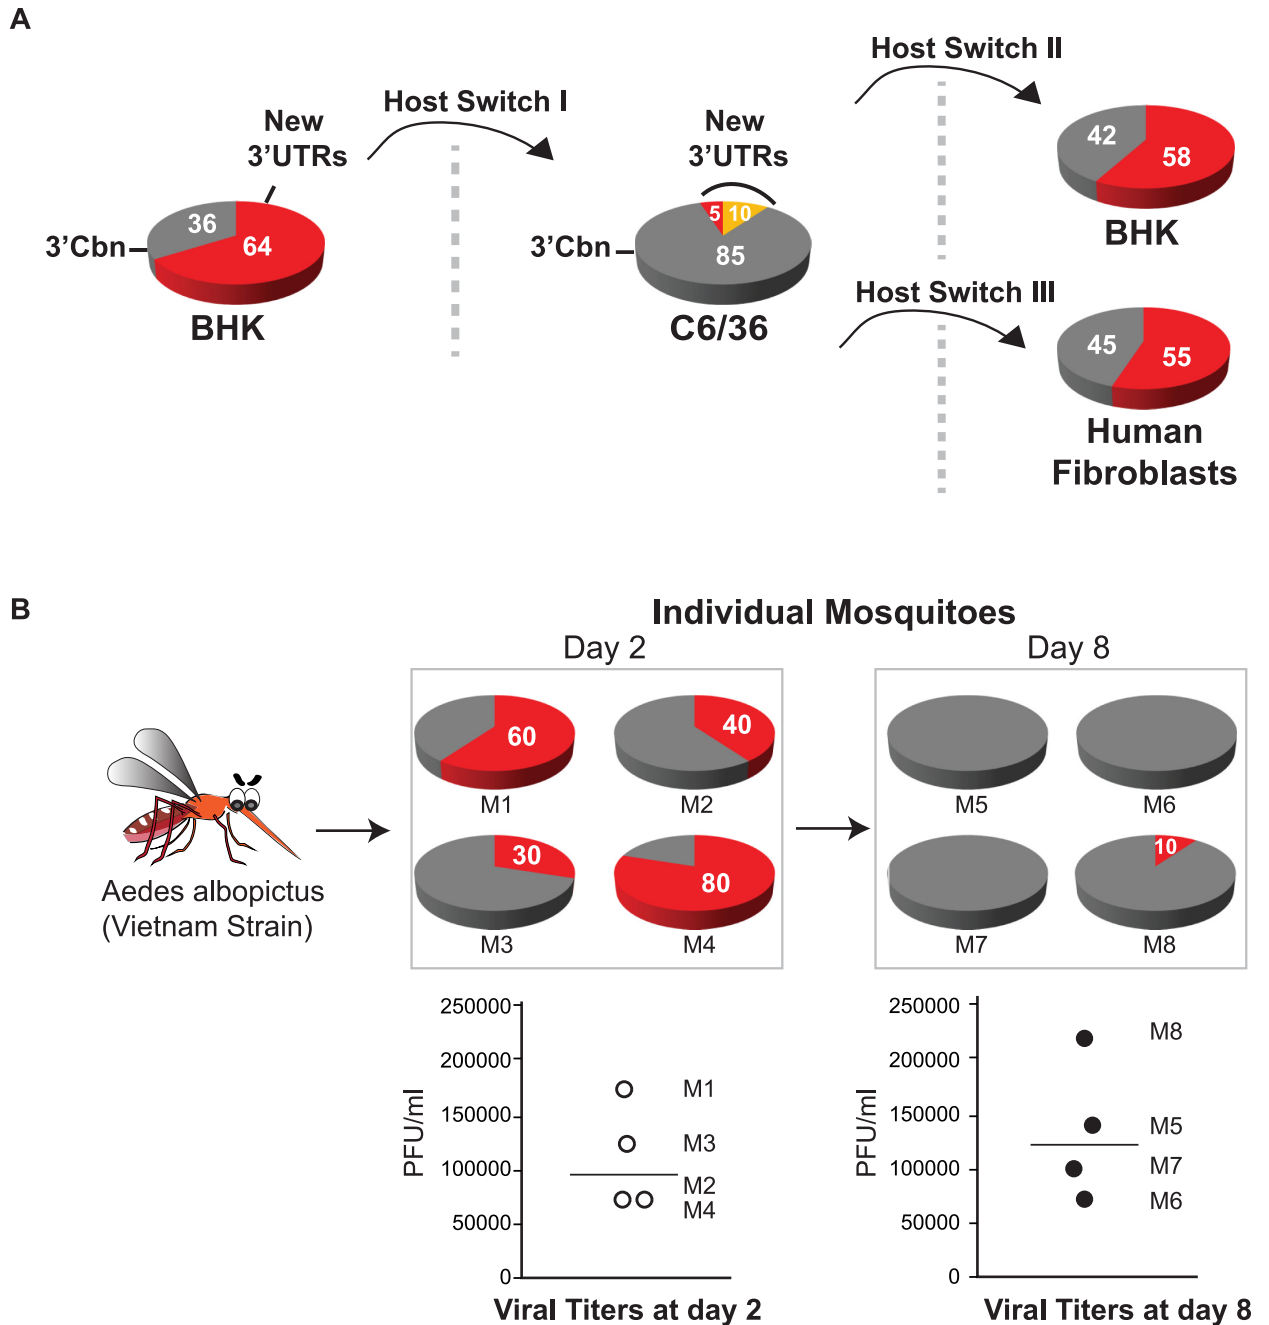 A
Host Switch II
Host Switch I
New
3'UTRs
New
3'UTRs
42
58
BHK
36
64
3'Cbn
BHK
5
10
85
3'Cbn
C6/36
Host Switch III
45
55
Human
Fibroblasts
B
Individual Mosquitoes
Day 2
Day 8
60
M1
40
M2
30
M3
80
M4
M5
M6
M7
10
M8
Aedes albopictus
(Vietnam Strain)
250000
200000
150000
100000
50000
0
PFU/ml
M1
M3
M2
M4
Viral Titers at day 2
250000
200000
150000
100000
50000
0
PFU/ml
M8
M5
M7
M6
Viral Titers at day 8